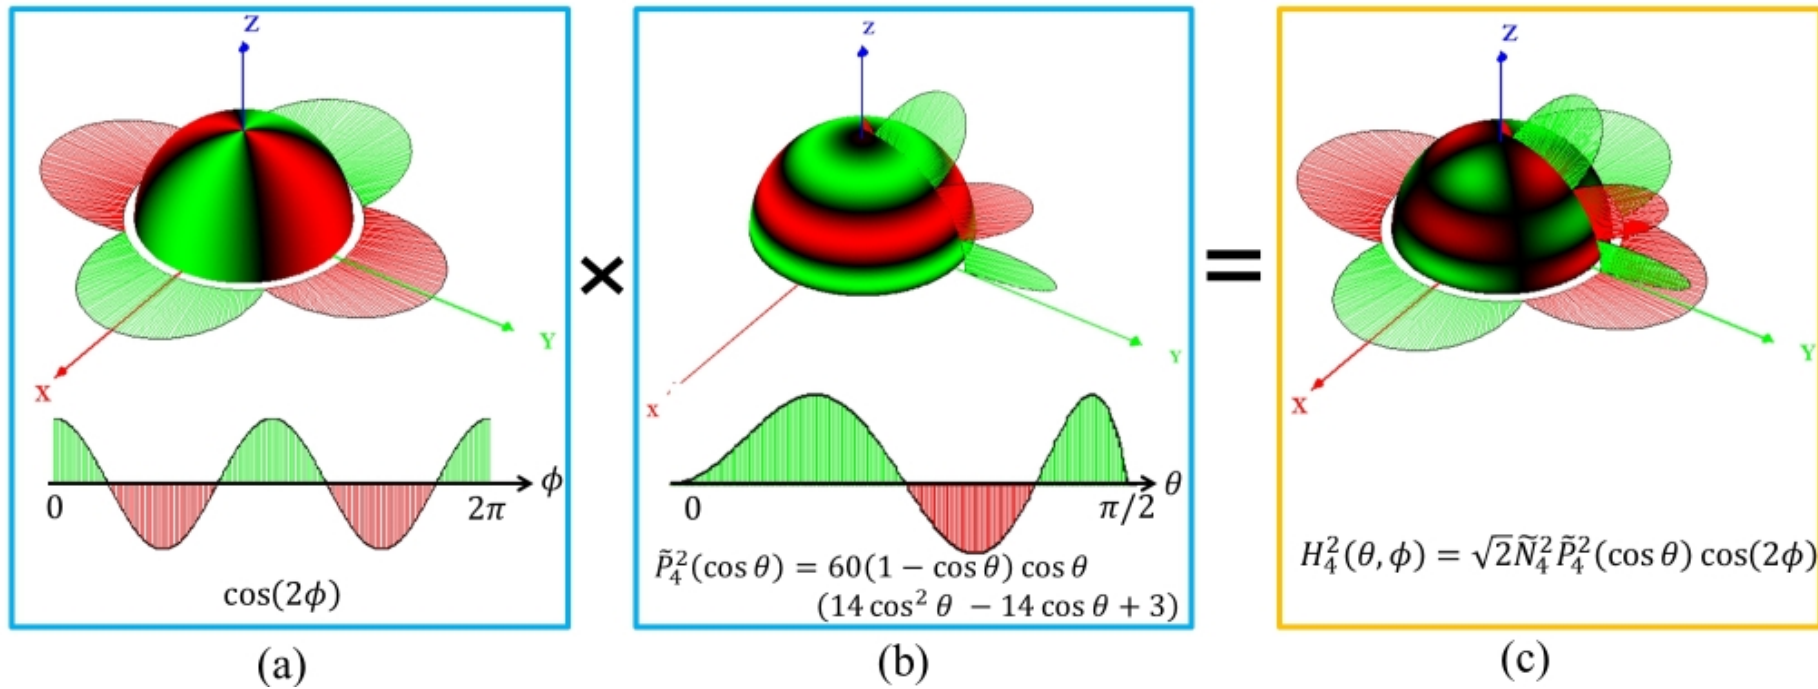 Z
X
Y
0
2π
ϕ
cos(2ϕ)
(a)
×
Z
X
Y
0
π/2
θ
P̃₄²(cos θ) = 60(1 − cos θ) cos θ
(14 cos² θ − 14 cos θ + 3)
(b)
=
Z
X
Y
H₄²(θ, ϕ) = √2Ñ₄²P̃₄²(cos θ) cos(2ϕ)
(c)